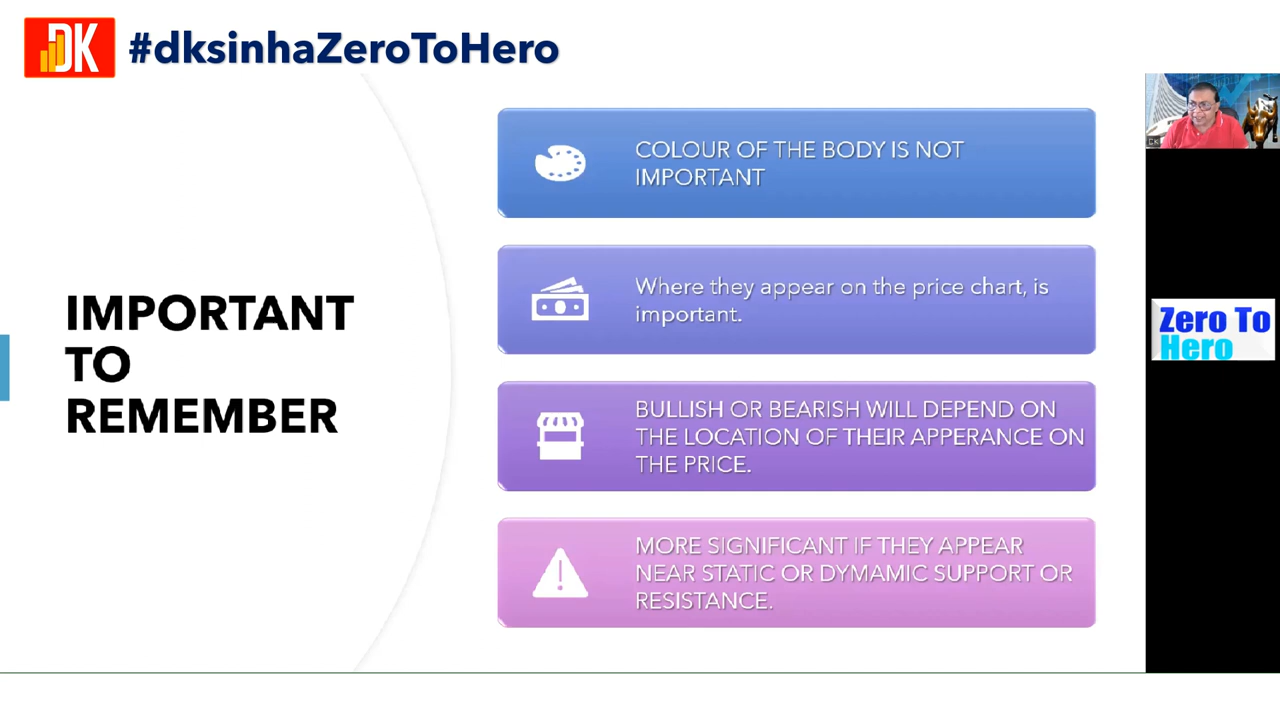 DK
#dksinhaZeroToHero
IMPORTANT
TO
REMEMBER
COLOUR OF THE BODY IS NOT
IMPORTANT
Where they appear on the price chart, is
important.
BULLISH OR BEARISH WILL DEPEND ON
THE LOCATION OF THEIR APPERANCE ON
THE PRICE.
MORE SIGNIFICANT IF THEY APPEAR
NEAR STATIC OR DYMAMIC SUPPORT OR
RESISTANCE.
Zero To
Hero